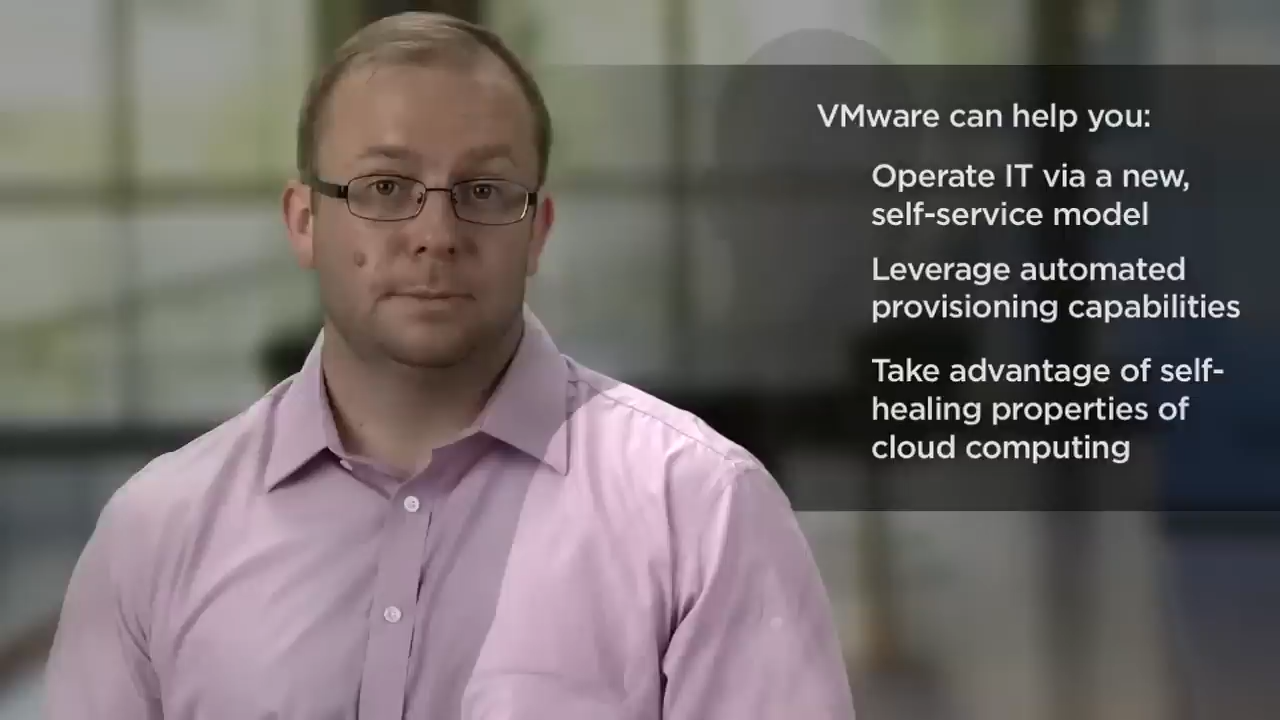 VMware can help you:
Operate IT via a new,
self-service model
Leverage automated
provisioning capabilities
Take advantage of self-
healing properties of
cloud computing